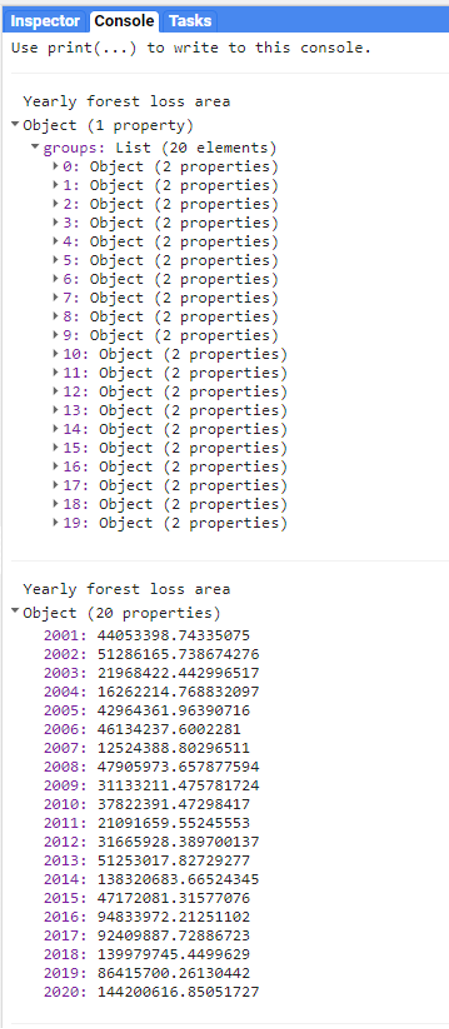 Inspector Console Tasks
Use print(...) to write to this console.
Yearly forest loss area
Object (1 property)
groups: List (20 elements)
0: Object (2 properties)
1: Object (2 properties)
2: Object (2 properties)
3: Object (2 properties)
4: Object (2 properties)
5: Object (2 properties)
6: Object (2 properties)
7: Object (2 properties)
8: Object (2 properties)
9: Object (2 properties)
10: Object (2 properties)
11: Object (2 properties)
12: Object (2 properties)
13: Object (2 properties)
14: Object (2 properties)
15: Object (2 properties)
16: Object (2 properties)
17: Object (2 properties)
18: Object (2 properties)
19: Object (2 properties)
Yearly forest loss area
Object (20 properties)
2001: 44053398.74335075
2002: 51286165.738674276
2003: 21968422.442996517
2004: 16262214.768832097
2005: 42964361.96390716
2006: 46134237.6002281
2007: 12524388.80296511
2008: 47905973.657877594
2009: 31133211.475781724
2010: 37822391.47298417
2011: 21091659.55245553
2012: 31665928.389700137
2013: 51253017.82729277
2014: 138320683.66524345
2015: 47172081.31577076
2016: 94833972.21251102
2017: 92409887.72886723
2018: 139979745.4499629
2019: 86415700.26130442
2020: 144200616.85051727